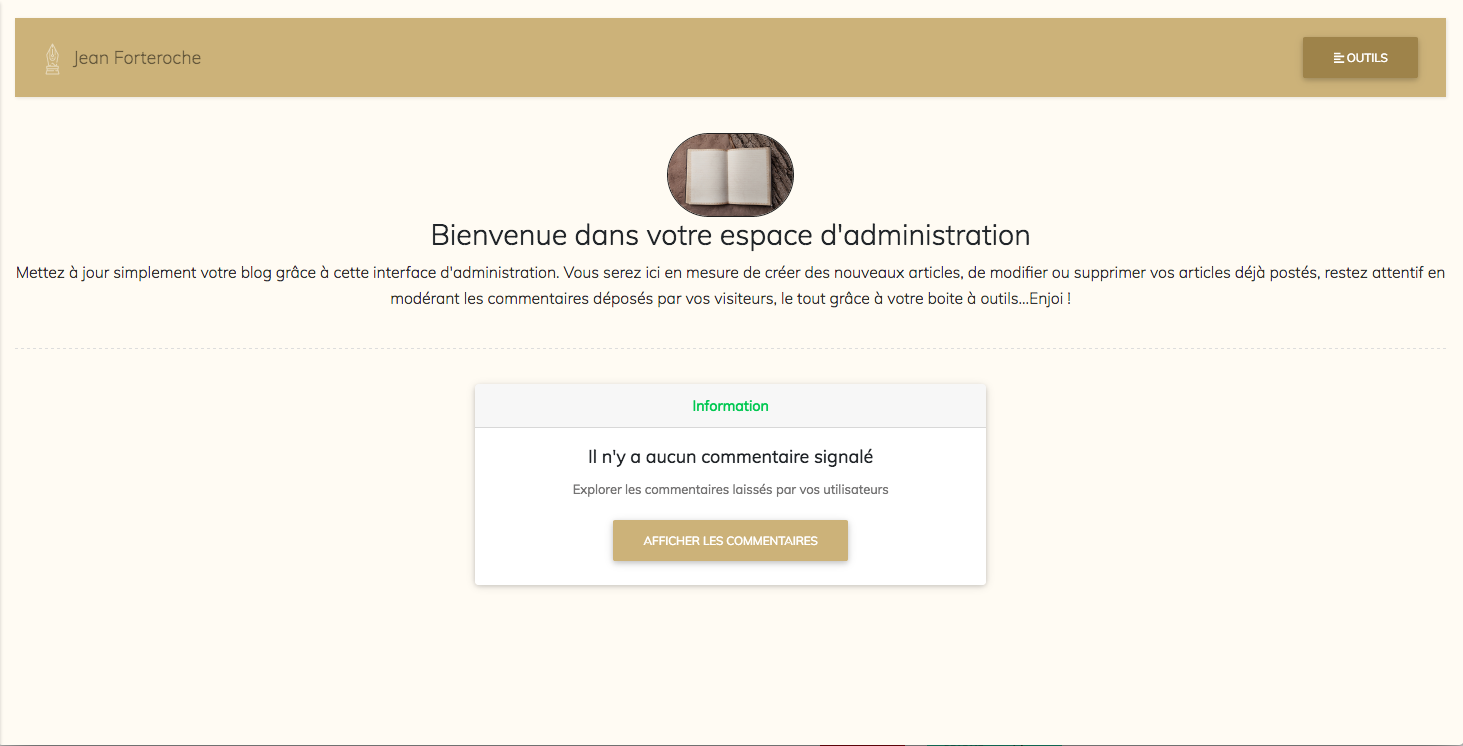 Jean Forteroche
OUTILS
Bienvenue dans votre espace d'administration
Mettez à jour simplement votre blog grâce à cette interface d'administration. Vous serez ici en mesure de créer des nouveaux articles, de modifier ou supprimer vos articles déjà postés, restez attentif en
modérant les commentaires déposés par vos visiteurs, le tout grâce à votre boite à outils...Enjoi !
Information
Il n'y a aucun commentaire signalé
Explorer les commentaires laissés par vos utilisateurs
AFFICHER LES COMMENTAIRES